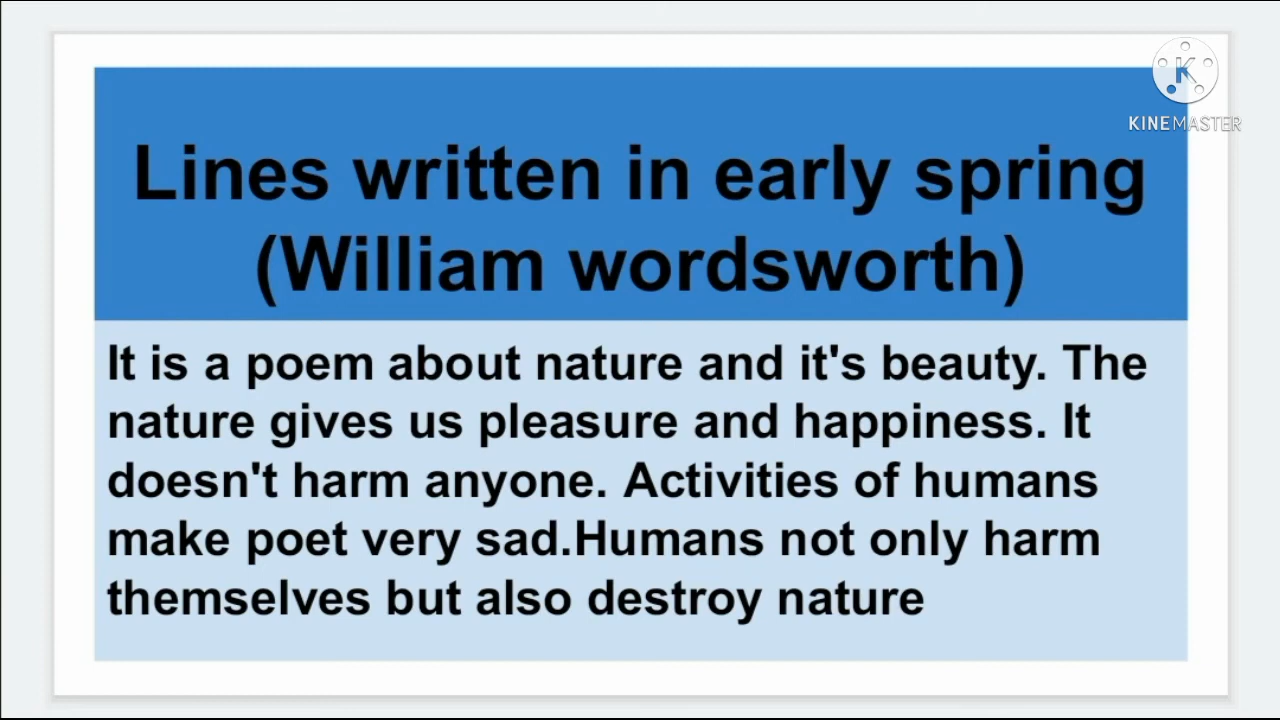 KINEMASTER
Lines written in early spring
(William wordsworth)
It is a poem about nature and it's beauty. The
nature gives us pleasure and happiness. It
doesn't harm anyone. Activities of humans
make poet very sad.Humans not only harm
themselves but also destroy nature